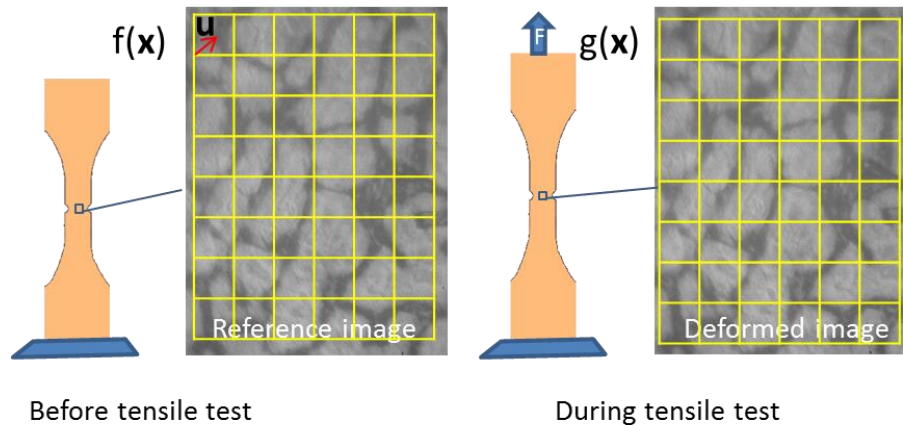 f(x)
u
Reference image
Before tensile test
F
g(x)
Deformed image
During tensile test